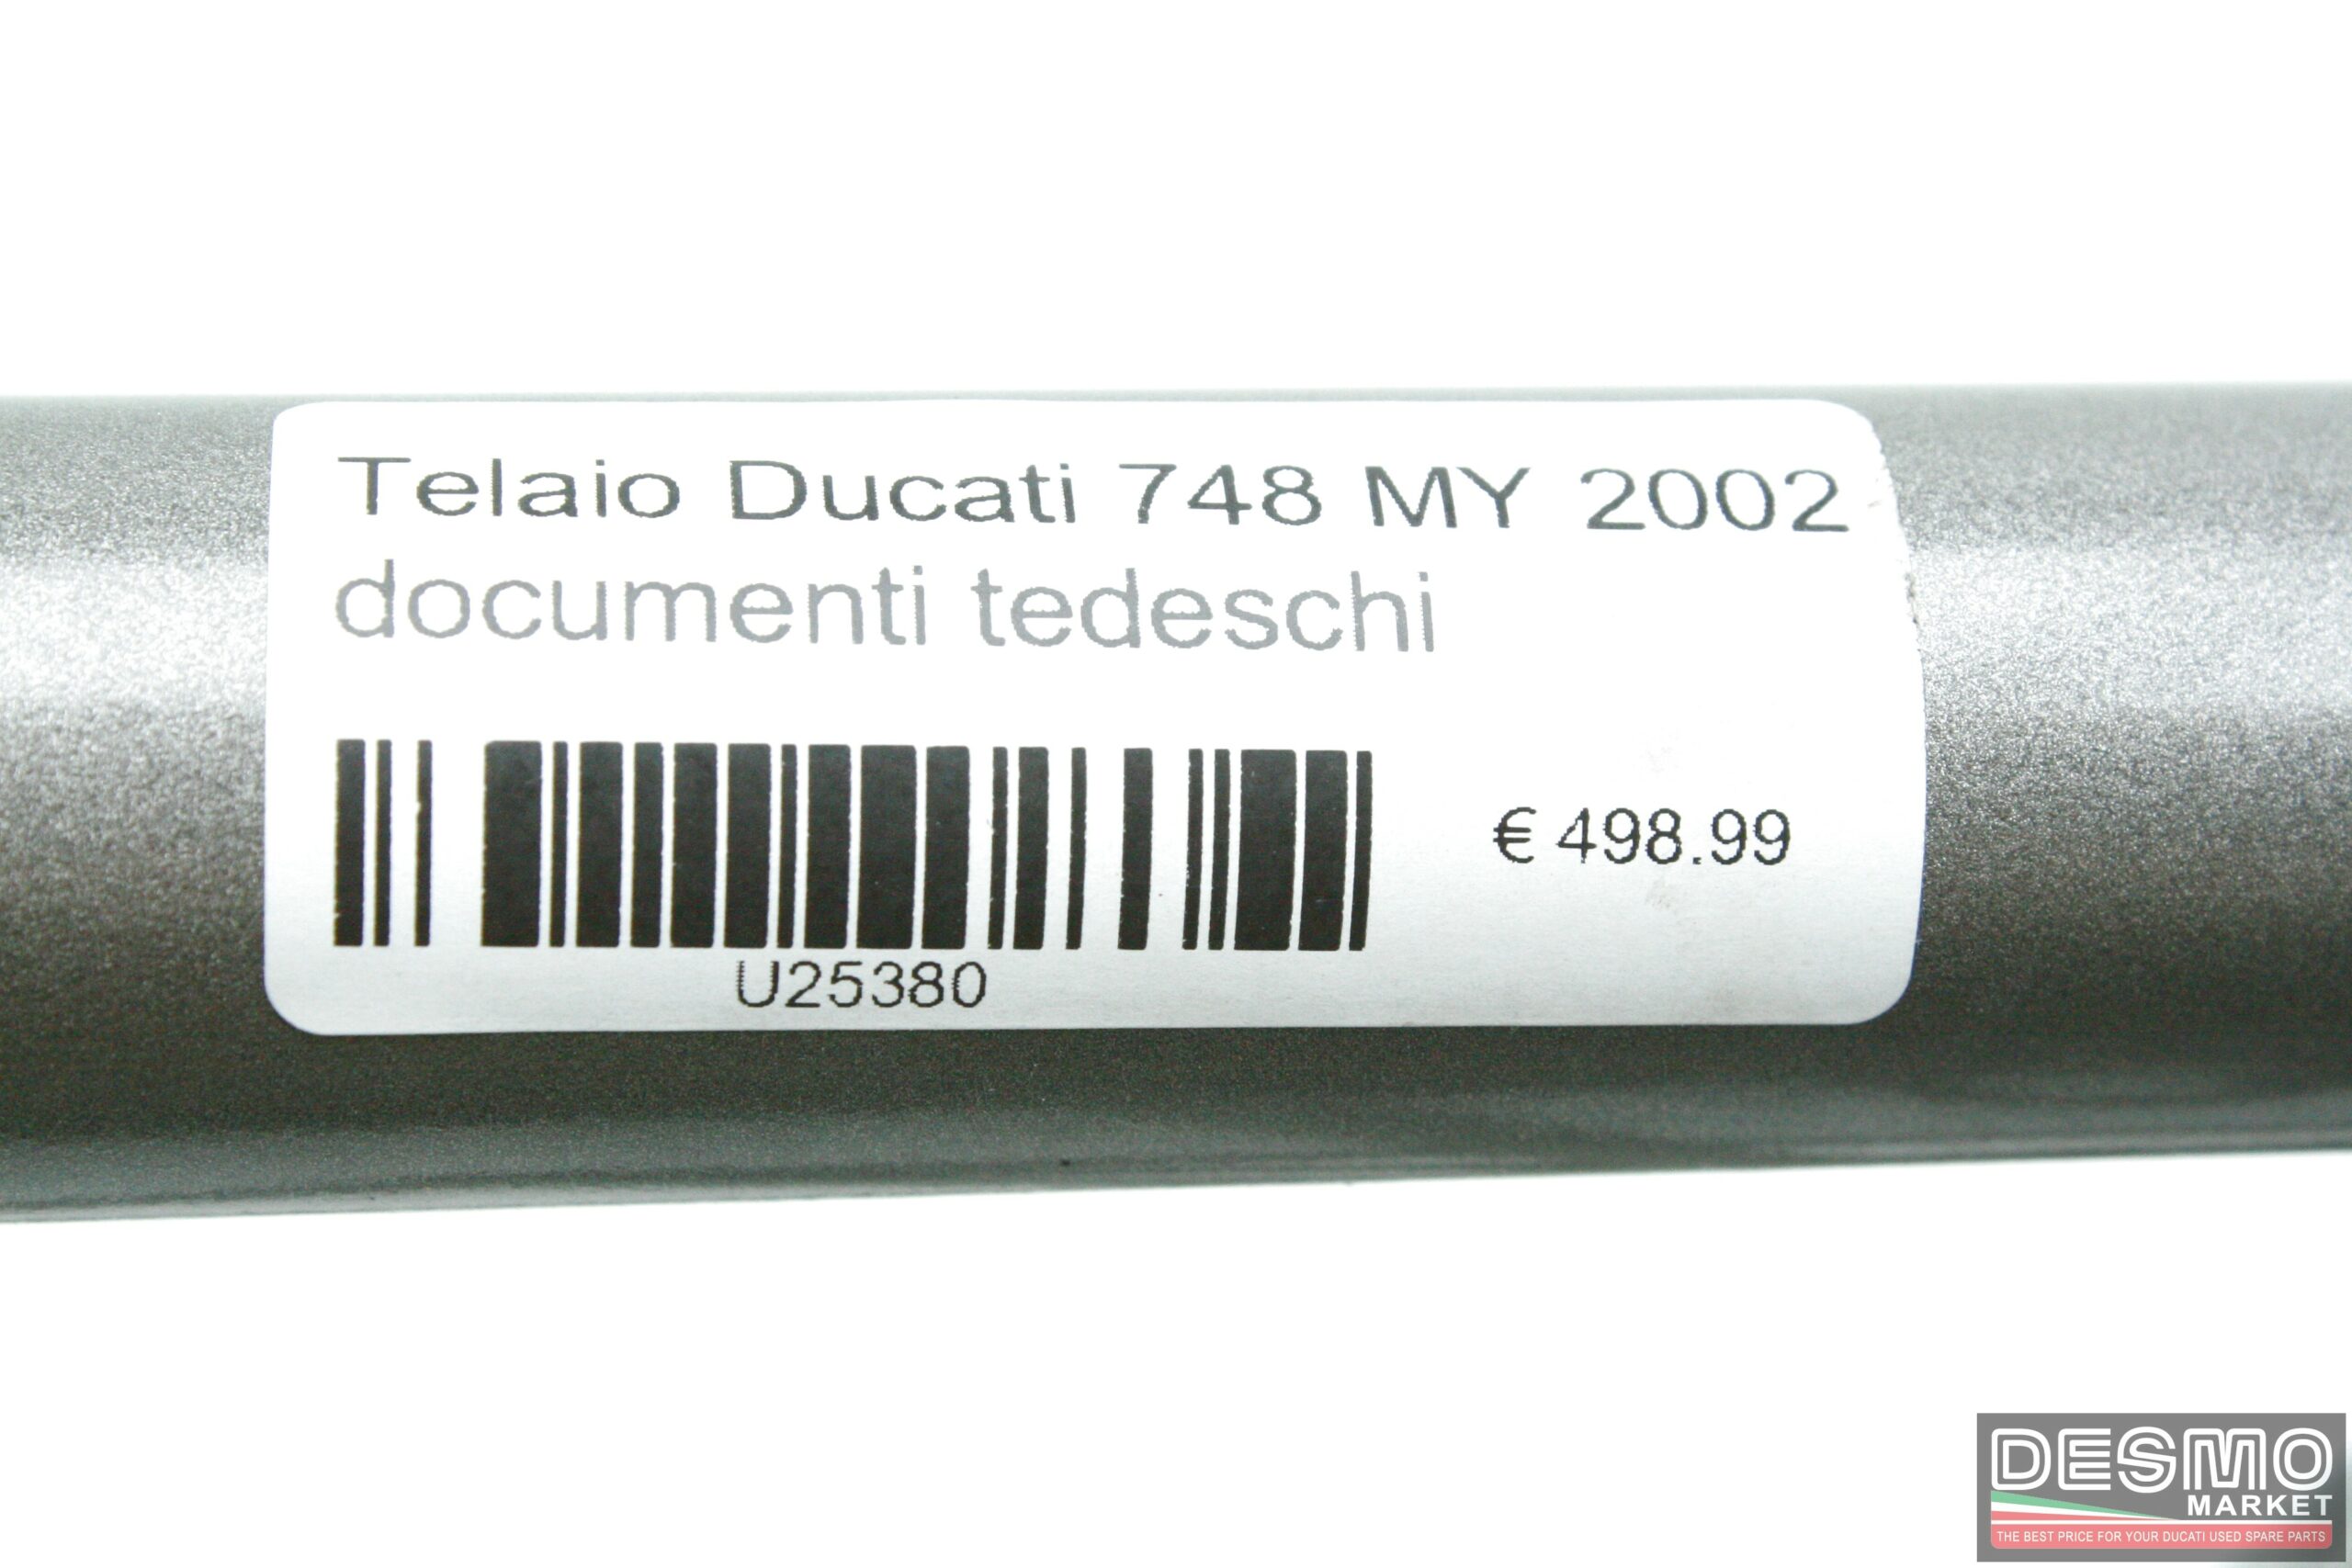 Telaio Ducati 748 MY 2002
documenti tedeschi
€ 498.99
U25380
DESMO
MARKET
THE BEST PRICE FOR YOUR DUCATI USED SPARE PARTS